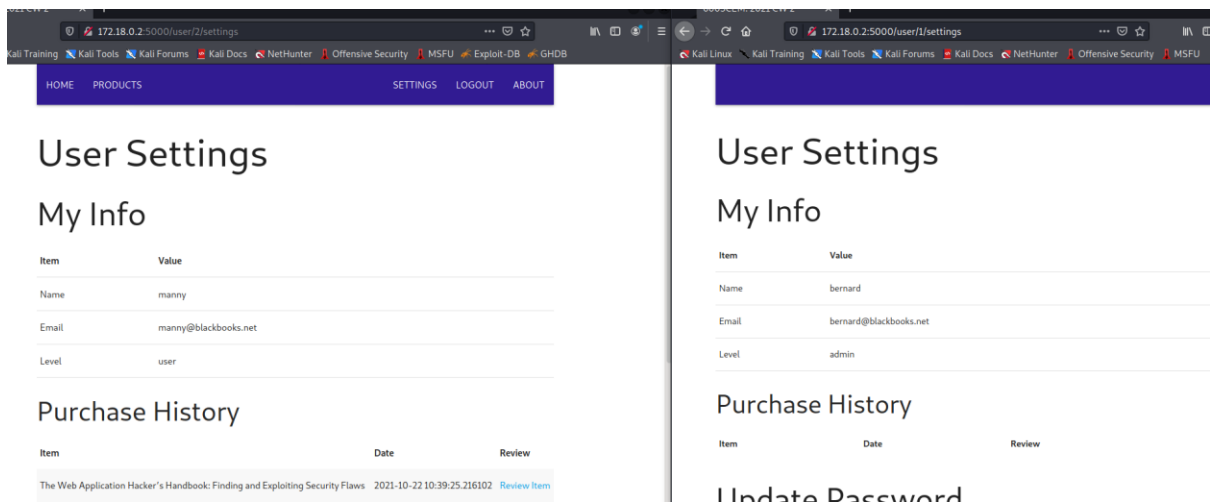 172.18.0.2:5000/user/2/settings
Kali Training Kali Tools Kali Forums Kali Docs NetHunter Offensive Security MSFU Exploit-DB GHDB
HOME PRODUCTS SETTINGS LOGOUT ABOUT
User Settings
My Info
Item Value
Name manny
Email manny@blackbooks.net
Level user
Purchase History
Item Date Review
The Web Application Hacker's Handbook: Finding and Exploiting Security Flaws 2021-10-22 10:39:25.216102 Review Item
172.18.0.2:5000/user/1/settings
Kali Linux Kali Training Kali Tools Kali Forums Kali Docs NetHunter Offensive Security MSFU
User Settings
My Info
Item Value
Name bernard
Email bernard@blackbooks.net
Level admin
Purchase History
Item Date Review
Update Password